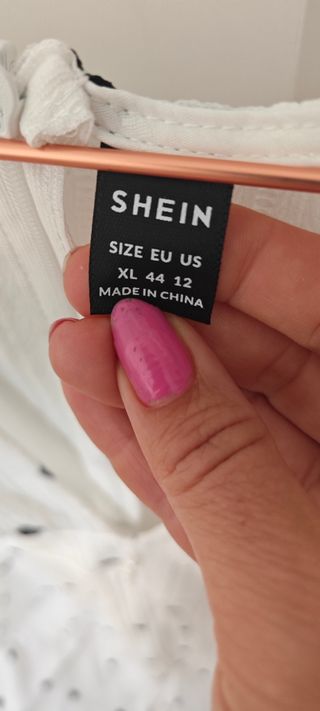 SHEIN
SIZE EU US
XL 44 12
MADE IN CHINA